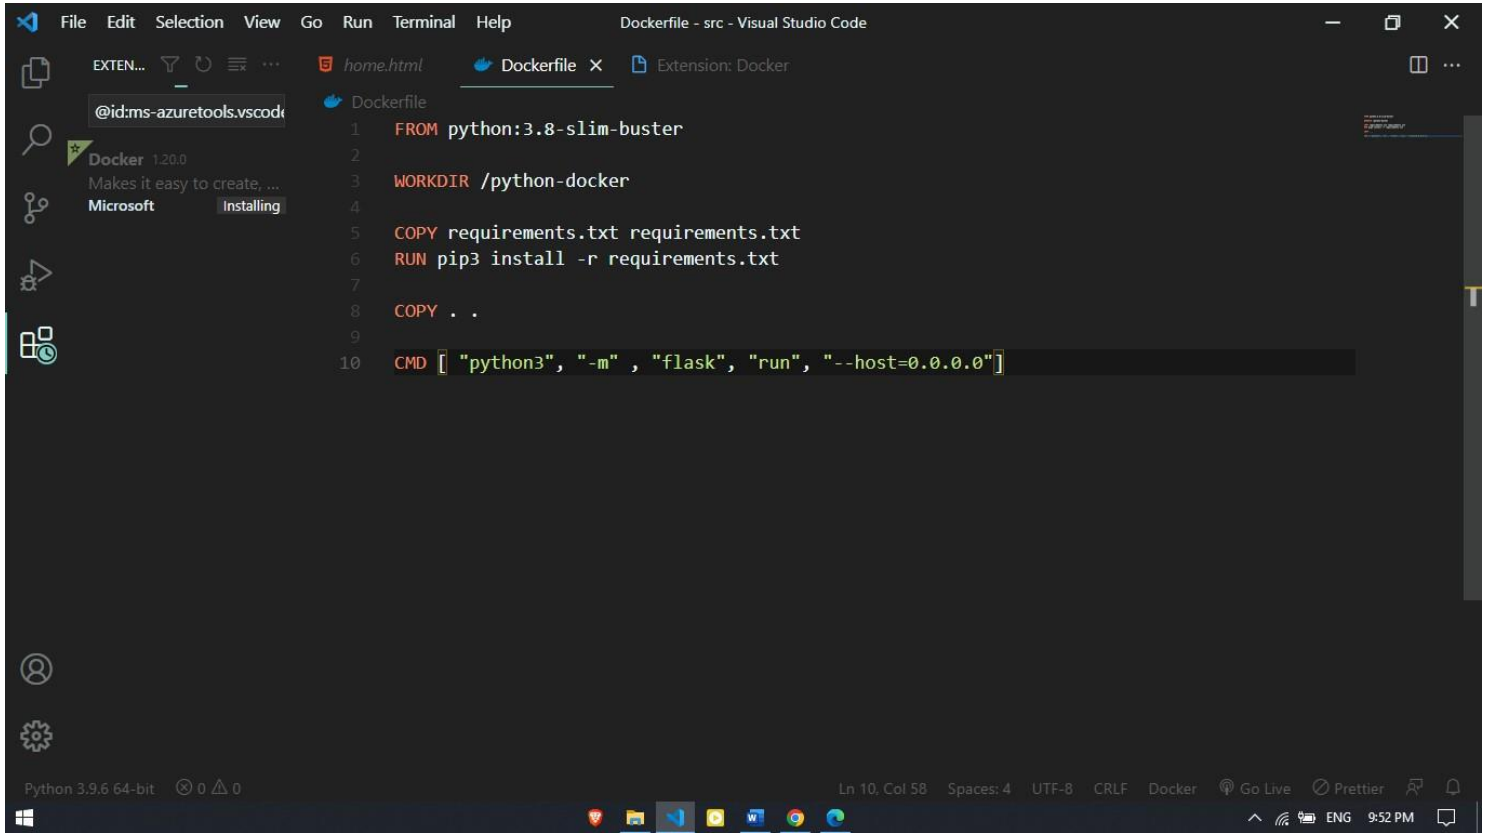 File Edit Selection View Go Run Terminal Help Dockerfile - src - Visual Studio Code
EXTEN... ···
home.html Dockerfile Extension: Docker ···
@id:ms-azuretools.vscod
Docker 1.20.0
Makes it easy to create, ...
Microsoft Installing
Dockerfile
1 FROM python:3.8-slim-buster
2
3 WORKDIR /python-docker
4
5 COPY requirements.txt requirements.txt
6 RUN pip3 install -r requirements.txt
7
8 COPY . .
9
10 CMD [ "python3", "-m" , "flask", "run", "--host=0.0.0.0"]
Python 3.9.6 64-bit 0 0 Ln 10, Col 58 Spaces: 4 UTF-8 CRLF Docker Go Live Prettier
ENG 9:52 PM